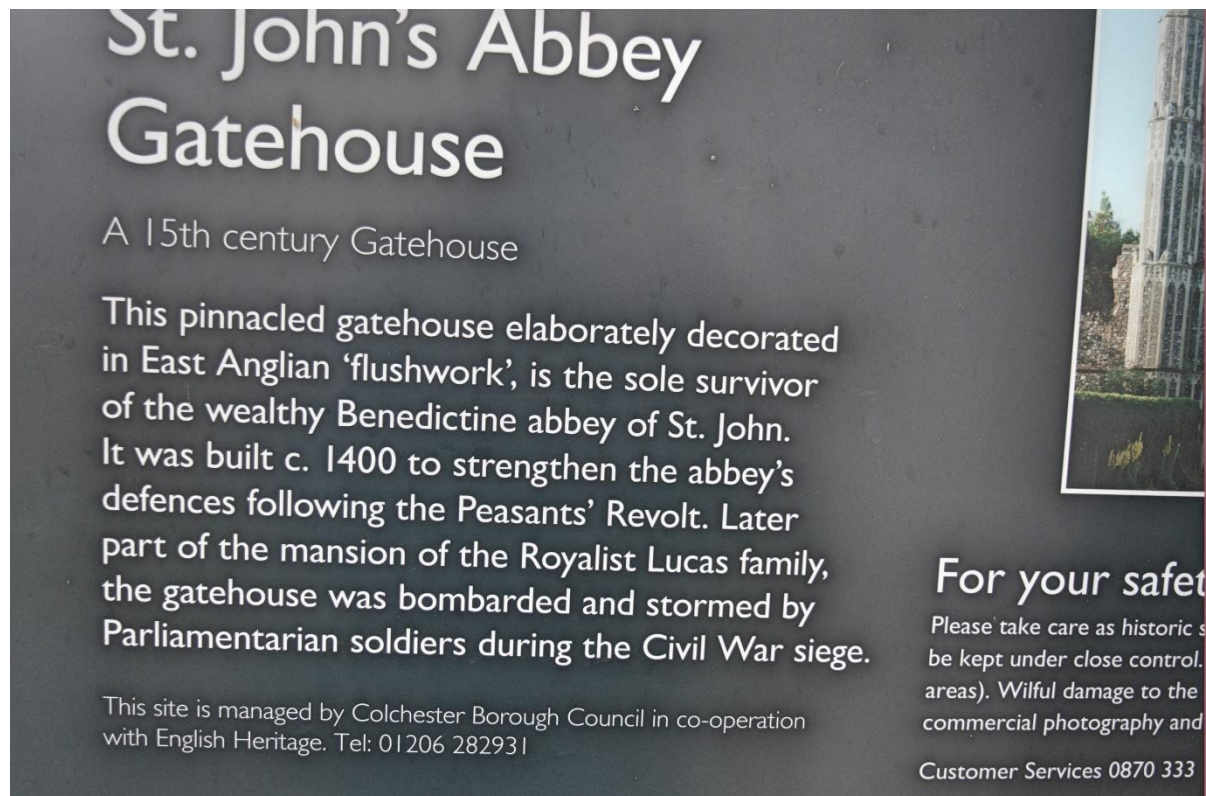 St. John's Abbey
Gatehouse
A 15th century Gatehouse
This pinnacled gatehouse elaborately decorated
in East Anglian ‘flushwork’, is the sole survivor
of the wealthy Benedictine abbey of St. John.
It was built c. 1400 to strengthen the abbey's
defences following the Peasants' Revolt. Later
part of the mansion of the Royalist Lucas family,
the gatehouse was bombarded and stormed by
Parliamentarian soldiers during the Civil War siege.
This site is managed by Colchester Borough Council in co-operation
with English Heritage. Tel: 01206 282931
For your safet
Please take care as historic s
be kept under close control.
areas). Wilful damage to the
commercial photography and
Customer Services 0870 333